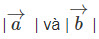 |a⃗| và |b⃗|